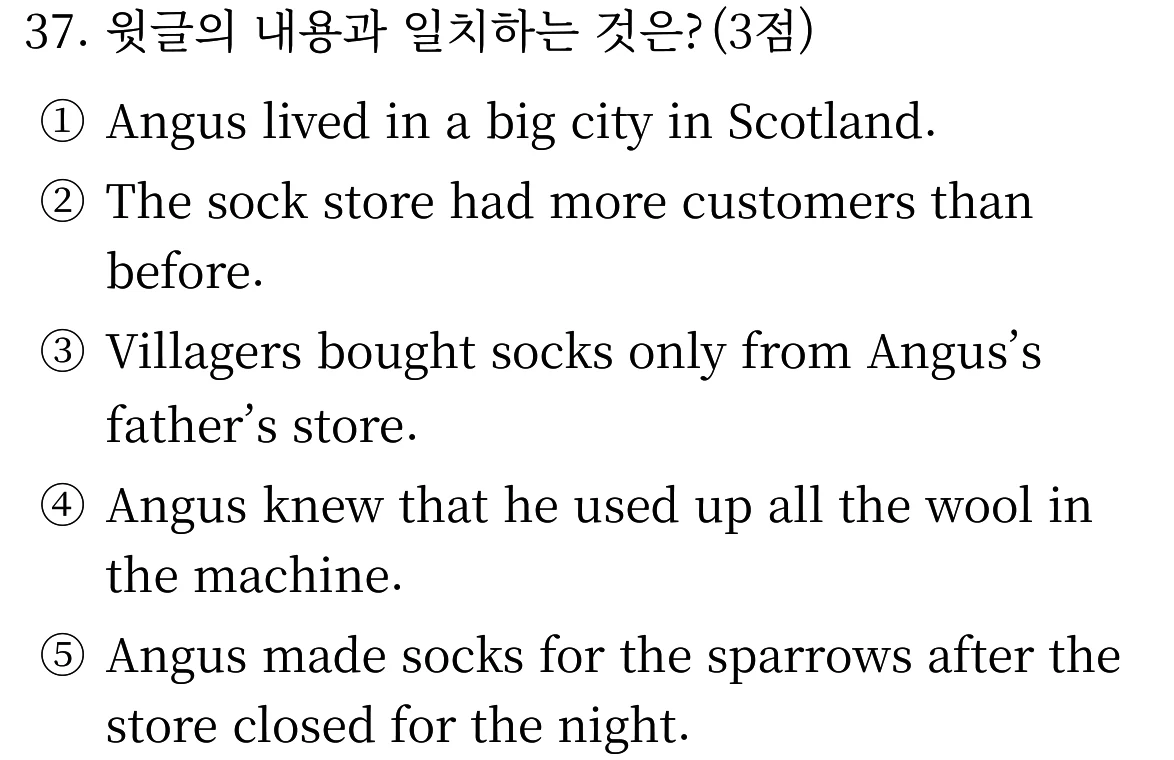 37. 윗글의 내용과 일치하는 것은? (3점)
① Angus lived in a big city in Scotland.
② The sock store had more customers than
before.
③ Villagers bought socks only from Angus’s
father’s store.
④ Angus knew that he used up all the wool in
the machine.
⑤ Angus made socks for the sparrows after the
store closed for the night.